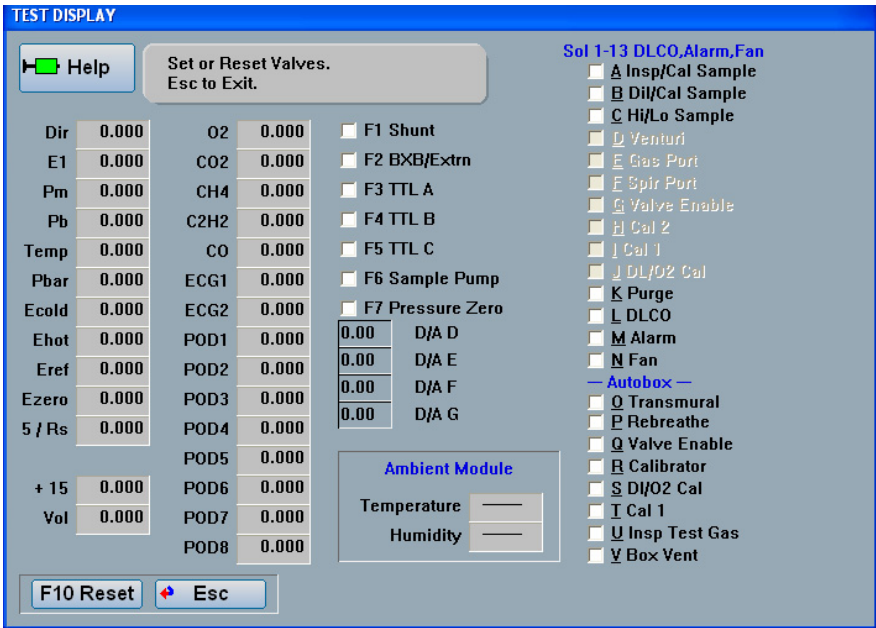 TEST DISPLAY
Help
Set or Reset Valves.
Esc to Exit.
Dir 0.000
E1 0.000
Pm 0.000
Pb 0.000
Temp 0.000
Pbar 0.000
Ecold 0.000
Ehot 0.000
Eref 0.000
Ezero 0.000
5 / Rs 0.000
+ 15 0.000
Vol 0.000
O2 0.000
CO2 0.000
CH4 0.000
C2H2 0.000
CO 0.000
ECG1 0.000
ECG2 0.000
POD1 0.000
POD2 0.000
POD3 0.000
POD4 0.000
POD5 0.000
POD6 0.000
POD7 0.000
POD8 0.000
F1 Shunt
F2 BXB/Extrn
F3 TTL A
F4 TTL B
F5 TTL C
F6 Sample Pump
F7 Pressure Zero
0.00 D/A D
0.00 D/A E
0.00 D/A F
0.00 D/A G
Ambient Module
Temperature ——
Humidity ——
Sol 1-13 DLCO,Alarm,Fan
A Insp/Cal Sample
B Dil/Cal Sample
C Hi/Lo Sample
D Venturi
E Gas Port
F Spir Port
G Valve Enable
H Cal 2
I Cal 1
J DL/O2 Cal
K Purge
L DLCO
M Alarm
N Fan
— Autobox —
O Transmural
P Rebreathe
Q Valve Enable
R Calibrator
S Dl/O2 Cal
T Cal 1
U Insp Test Gas
V Box Vent
F10 Reset
Esc